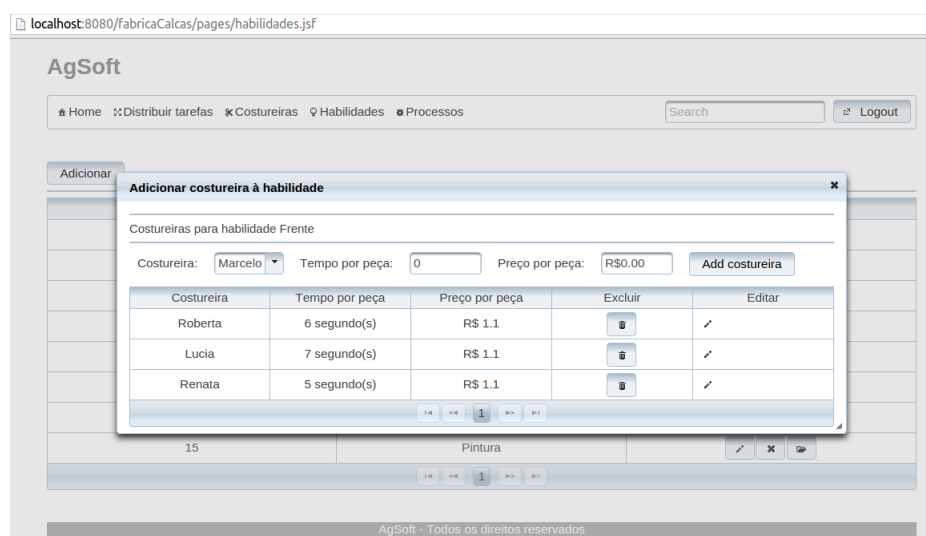 localhost:8080/fabricaCalcas/pages/habilidades.jsf
AgSoft
Home Distribuir tarefas Costureiras Habilidades Processos Search Logout
Adicionar
Adicionar costureira à habilidade
Costureiras para habilidade Frente
Costureira: Marcelo Tempo por peça: 0 Preço por peça: R$0.00 Add costureira
Costureira Tempo por peça Preço por peça Excluir Editar
Roberta 6 segundo(s) R$ 1.1
Lucia 7 segundo(s) R$ 1.1
Renata 5 segundo(s) R$ 1.1
1
15 Pintura
1
AgSoft - Todos os direitos reservados